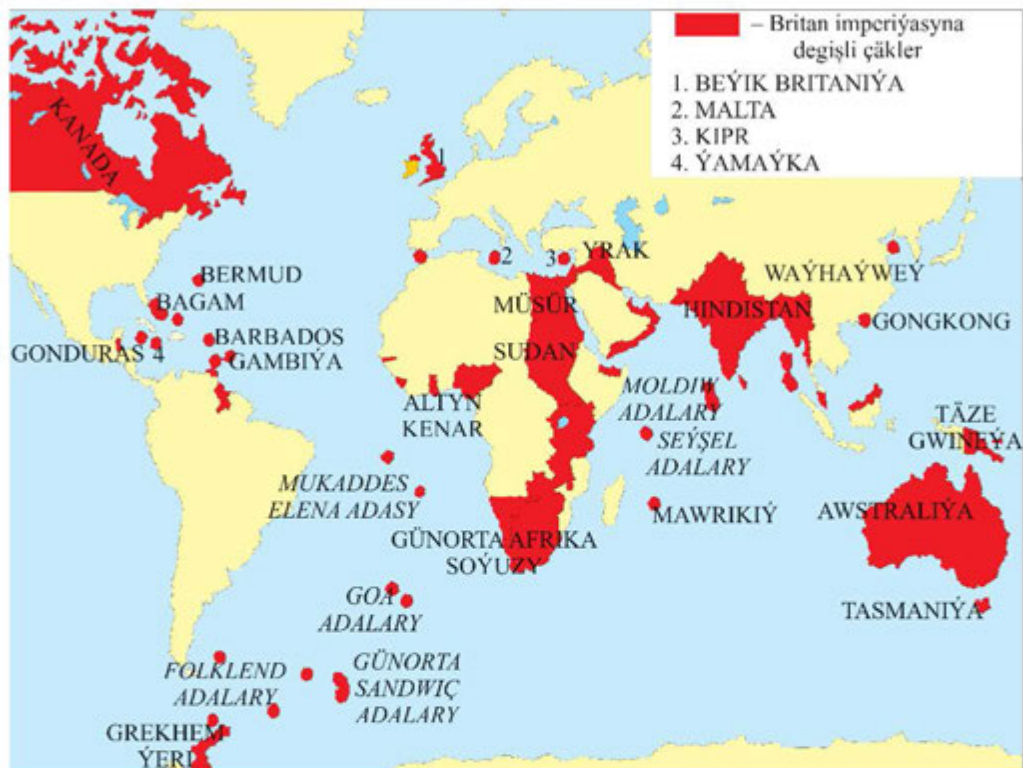 – Britan imperiýasyna
degişli çäkler
1. BEÝIK BRITANIÝA
2. MALTA
3. KIPR
4. ÝAMAÝKA
KANADA
1
2
3
YRAK
BERMUD
BAGAM
BARBADOS
GONDURAS 4
GAMBIÝA
MÜSÜR
SUDAN
HINDISTAN
WAÝHAÝWEÝ
GONGKONG
ALTYN
KENAR
MOLDIW
ADALARY
SEÝŞEL
ADALARY
TÄZE
GWINEÝA
MUKADDES
ELENA ADASY
MAWRIKIÝ
AWSTRALIÝA
GÜNORTA AFRIKA
SOÝUZY
TASMANIÝA
GOA
ADALARY
FOLKLEND
ADALARY
GÜNORTA
SANDWIÇ
ADALARY
GREKHEM
ÝERI